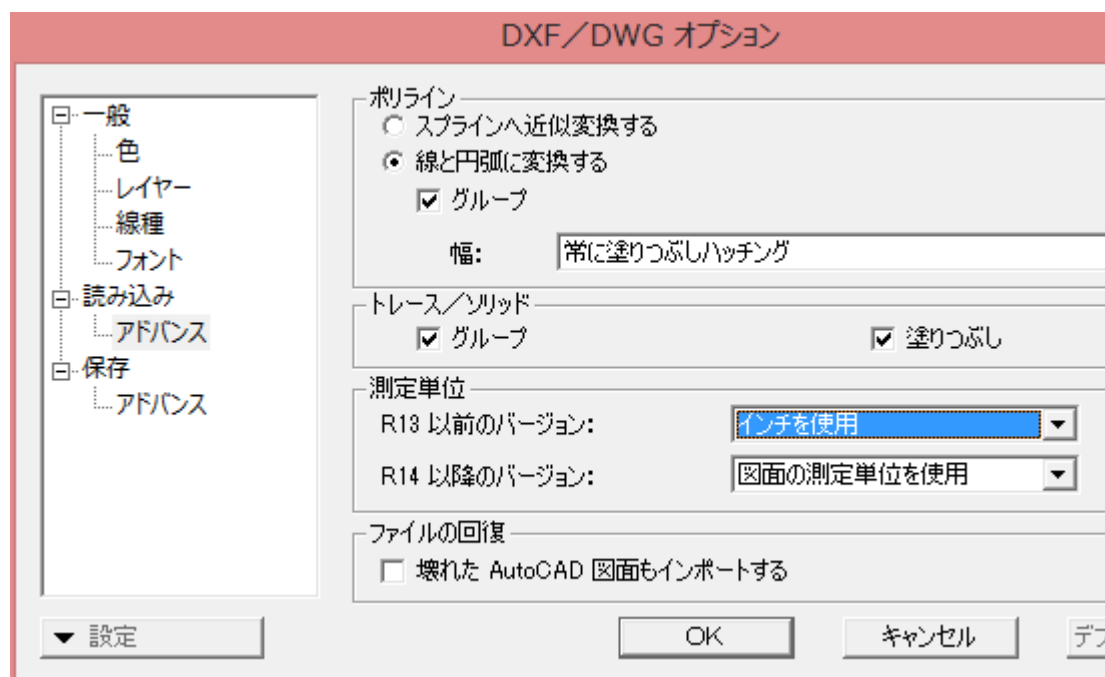 DXF／DWG オプション
一般
色
レイヤー
線種
フォント
読み込み
アドバンス
保存
アドバンス
設定
ポリライン
スプラインへ近似変換する
線と円弧に変換する
グループ
幅: 常に塗りつぶしハッチング
トレース／ソリッド
グループ 塗りつぶし
測定単位
R13 以前のバージョン: インチを使用
R14 以降のバージョン: 図面の測定単位を使用
ファイルの回復
壊れた AutoCAD 図面もインポートする
OK キャンセル デフ